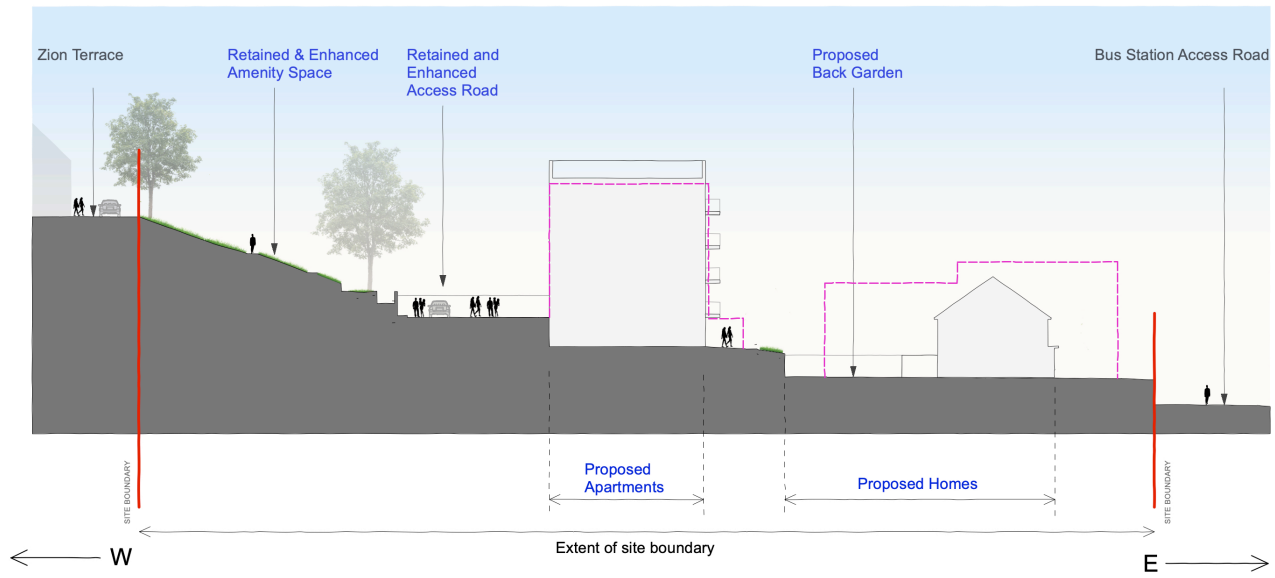 Zion Terrace
Retained & Enhanced
Amenity Space
Retained and
Enhanced
Access Road
Proposed
Back Garden
Bus Station Access Road
SITE BOUNDARY
Proposed
Apartments
Proposed Homes
SITE BOUNDARY
Extent of site boundary
W
E